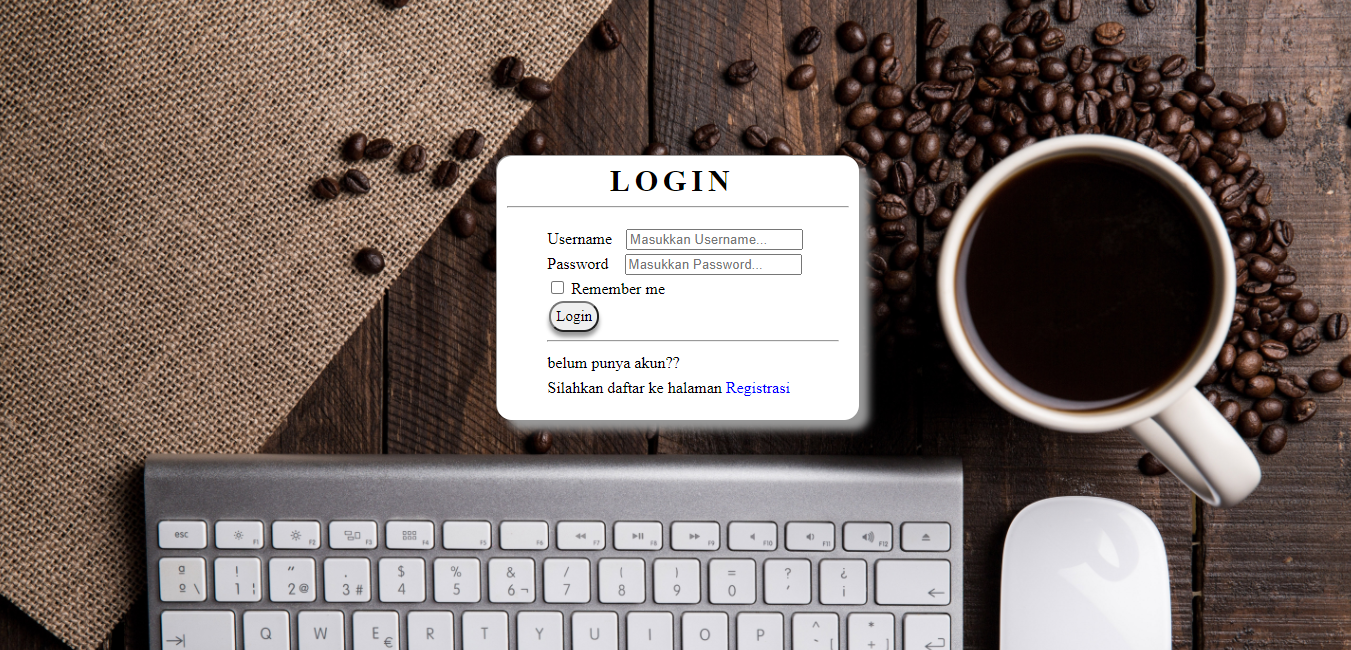 LOGIN
Username Masukkan Username...
Password Masukkan Password...
Remember me
Login
belum punya akun??
Silahkan daftar ke halaman Registrasi
esc F1 F2 F3 F4 F5 F6 F7 F8 F9 F10 F11 F12
ª º \ ! 1 ¦ " 2 @ · 3 # $ 4 % 5 & 6 ¬ / 7 ( 8 ) 9 = 0 ? ' ¿ ¡
Q W E € R T Y U I O P ^ ` [ * + ]